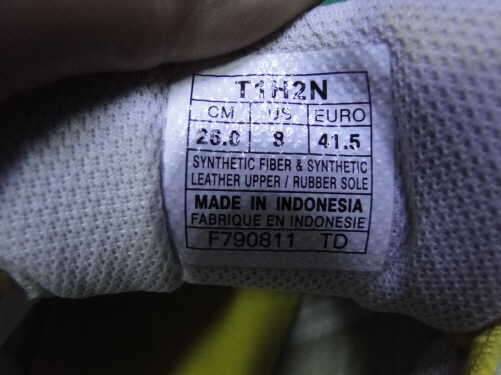 T1H2N
CM US EURO
26.0 8 41.5
SYNTHETIC FIBER & SYNTHETIC
LEATHER UPPER / RUBBER SOLE
MADE IN INDONESIA
FABRIQUE EN INDONESIE
F790811 TD